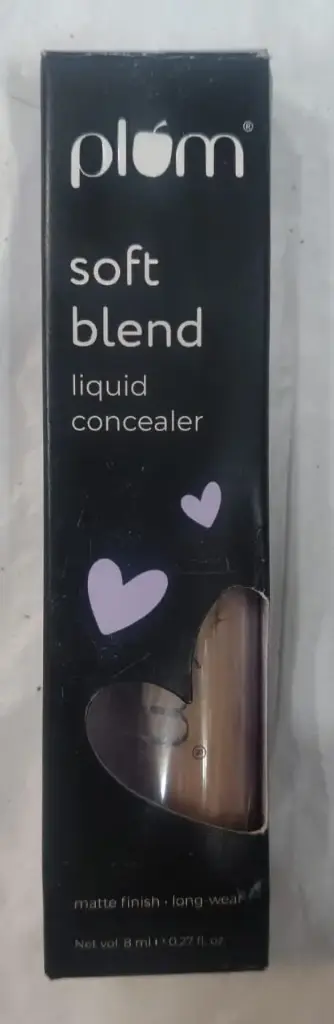 plum®
soft
blend
liquid
concealer
matte finish · long-wear
Net vol. 8 ml | 0.27 fl. oz